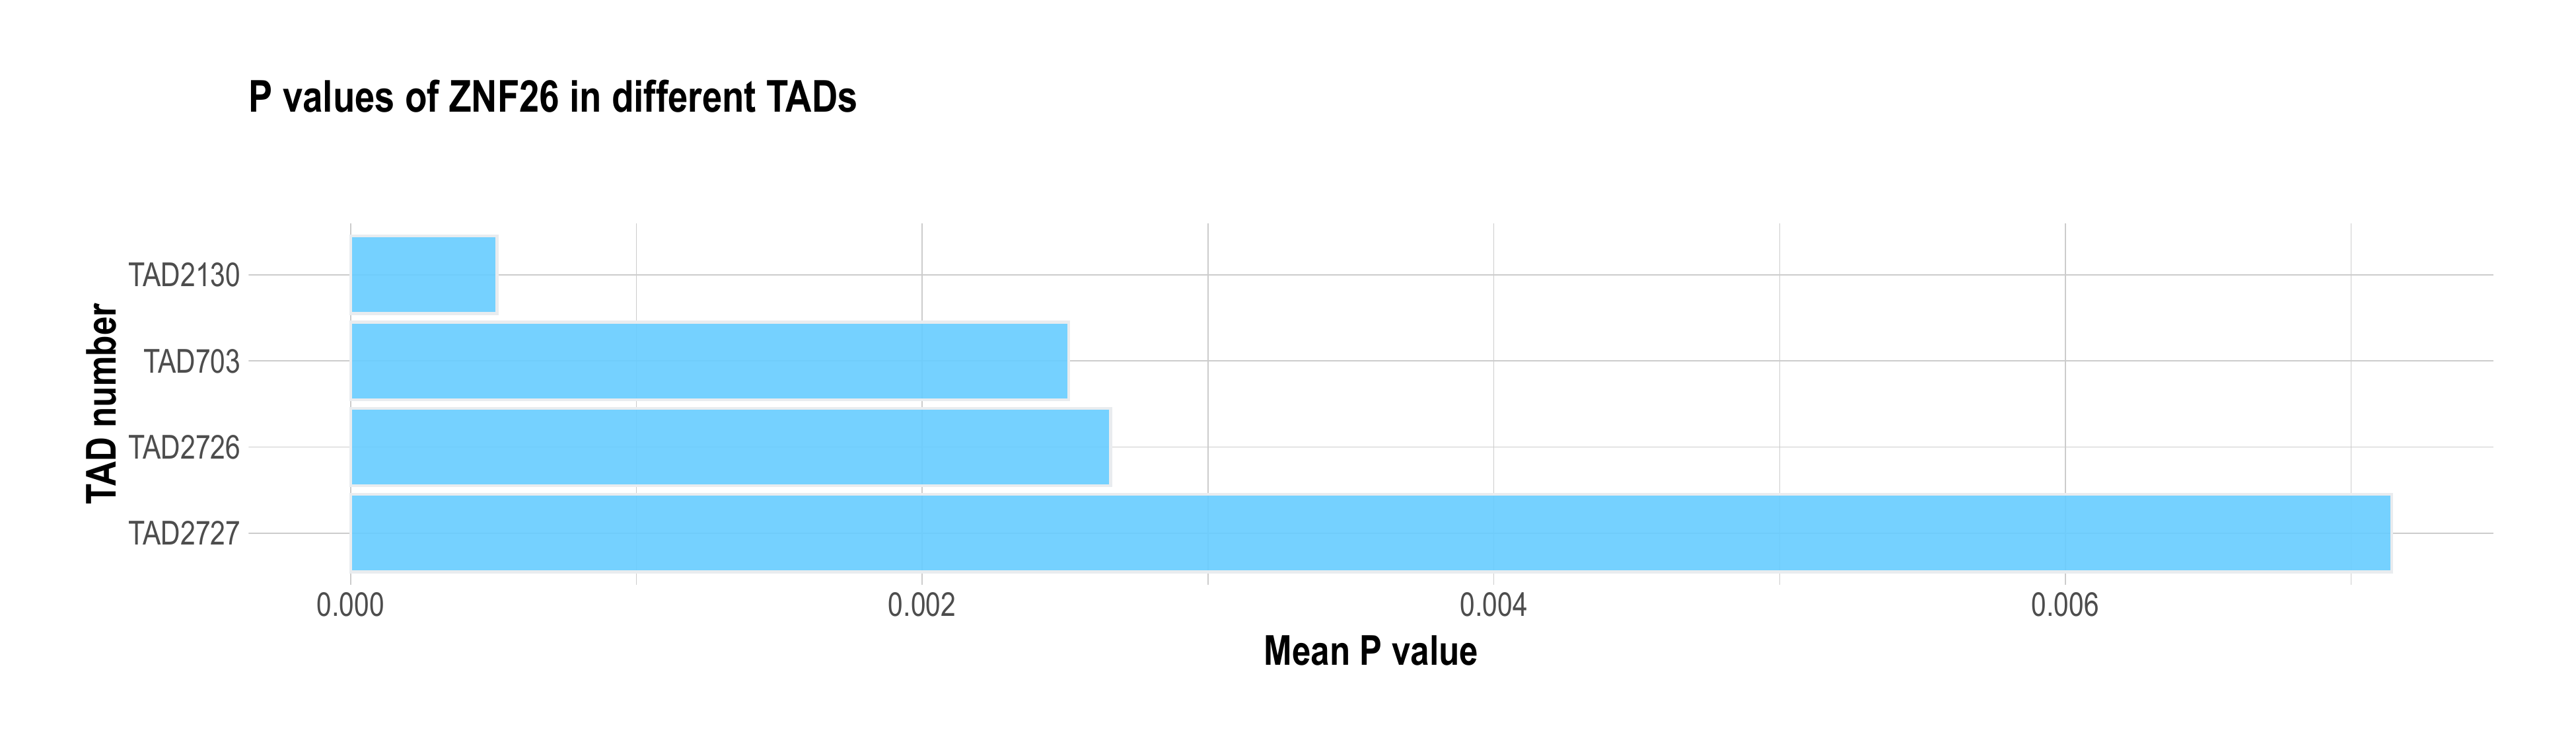 P values of ZNF26 in different TADs
TAD number
TAD2130
TAD703
TAD2726
TAD2727
0.000
0.002
0.004
0.006
Mean P value